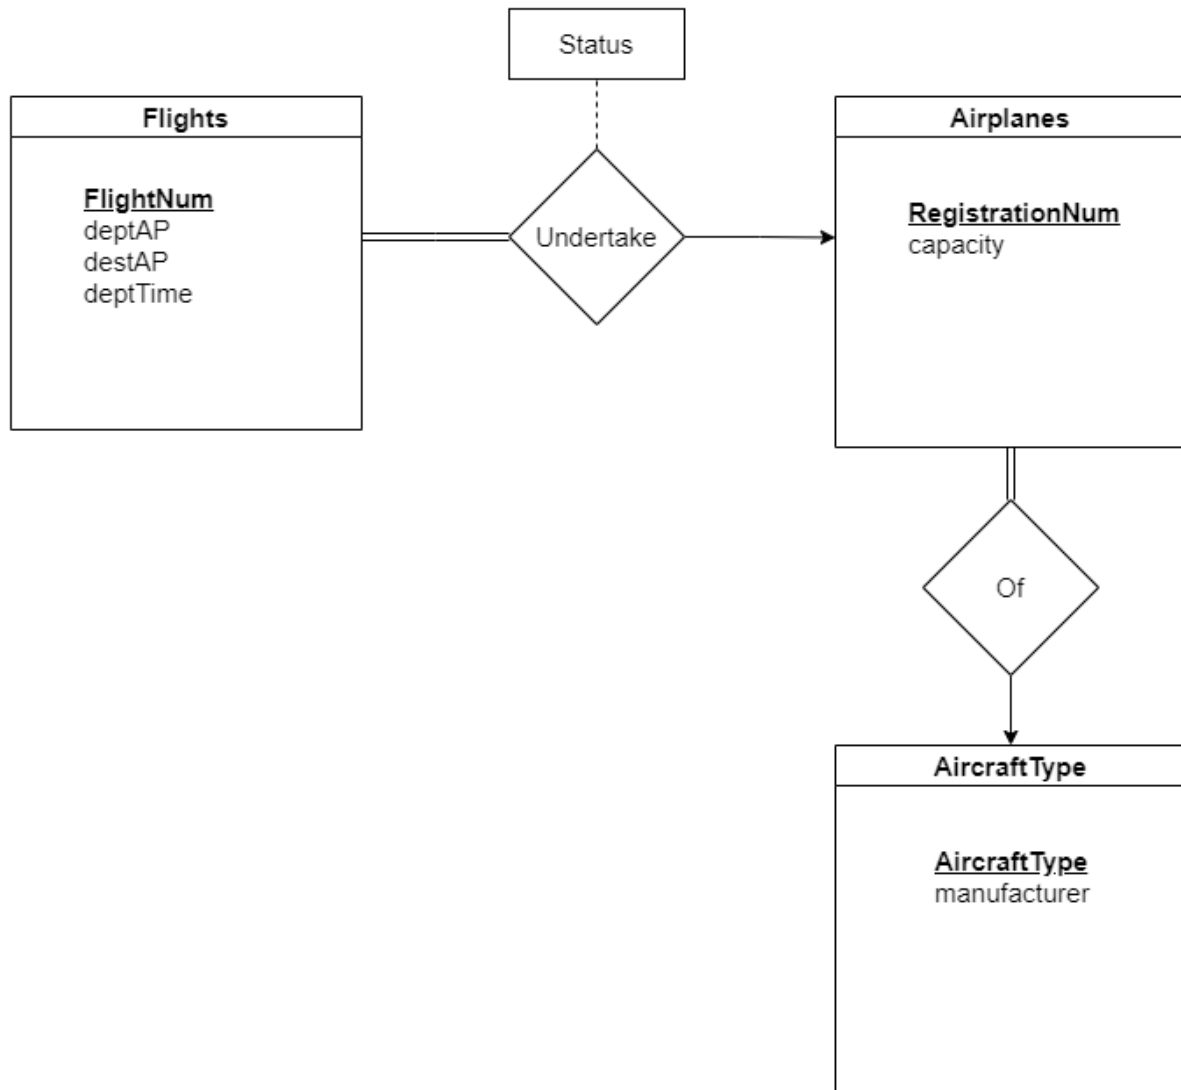 Status
Flights
FlightNum
deptAP
destAP
deptTime
Undertake
Airplanes
RegistrationNum
capacity
Of
AircraftType
AircraftType
manufacturer